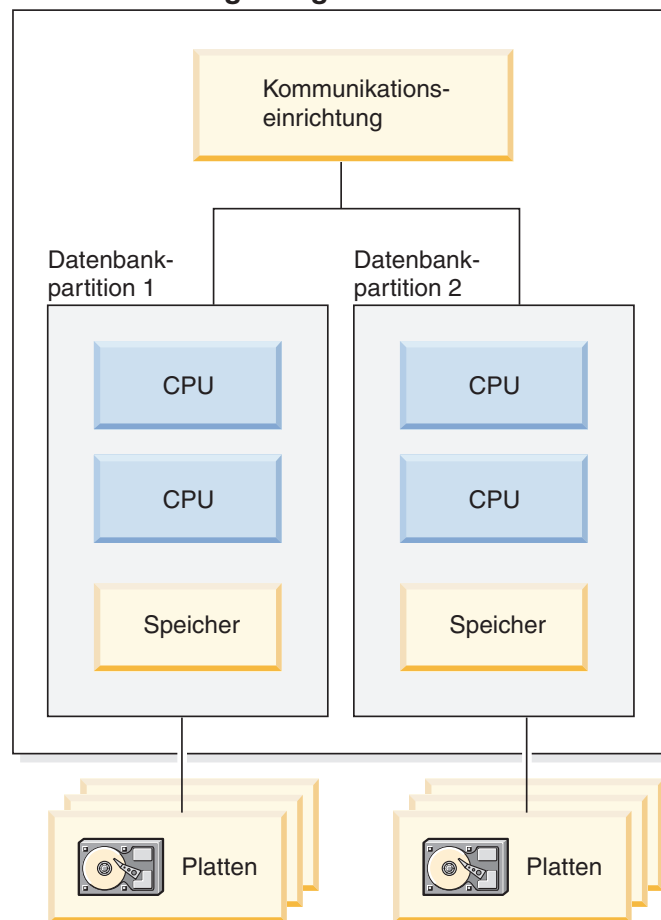 Kommunikations-
einrichtung
Datenbank-
partition 1
Datenbank-
partition 2
CPU
CPU
CPU
CPU
Speicher
Speicher
Platten
Platten